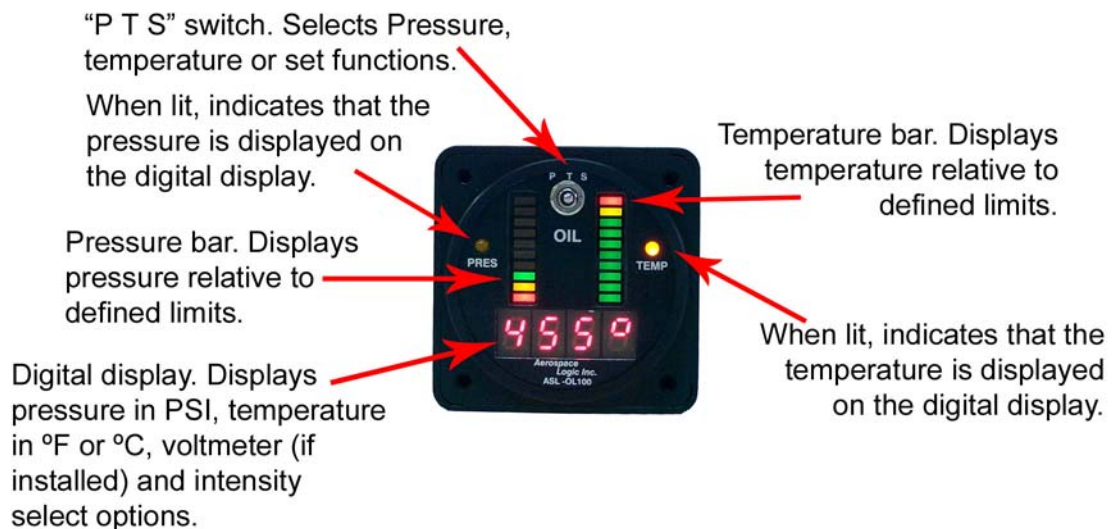 “P T S” switch. Selects Pressure,
temperature or set functions.
When lit, indicates that the
pressure is displayed on
the digital display.
Pressure bar. Displays
pressure relative to
defined limits.
Digital display. Displays
pressure in PSI, temperature
in ºF or ºC, voltmeter (if
installed) and intensity
select options.
P T S
OIL
PRES
TEMP
455º
Aerospace
Logic Inc.
ASL -OL100
Temperature bar. Displays
temperature relative to
defined limits.
When lit, indicates that the
temperature is displayed
on the digital display.